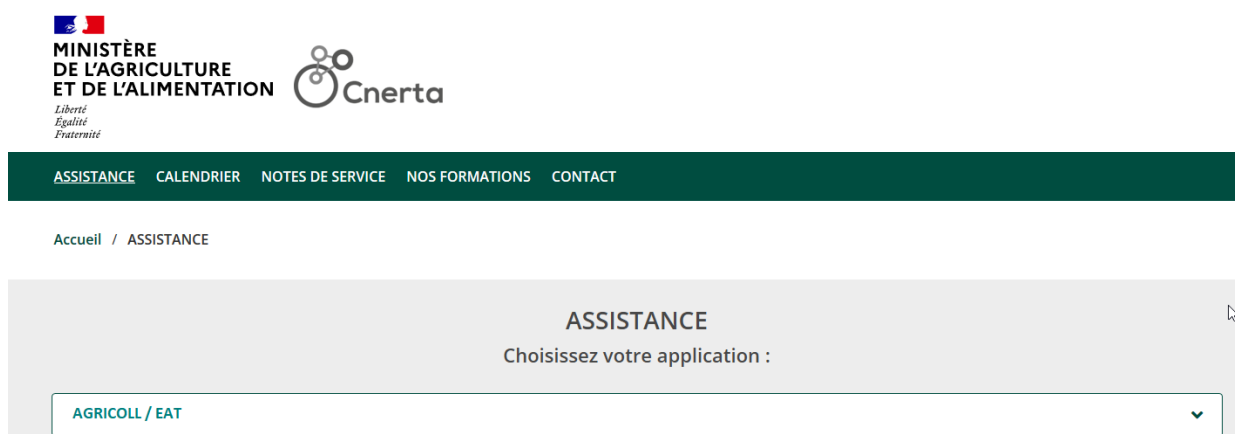 MINISTÈRE
DE L'AGRICULTURE
ET DE L'ALIMENTATION
Liberté
Égalité
Fraternité
Cnerta
ASSISTANCE CALENDRIER NOTES DE SERVICE NOS FORMATIONS CONTACT
Accueil / ASSISTANCE
ASSISTANCE
Choisissez votre application :
AGRICOLL / EAT